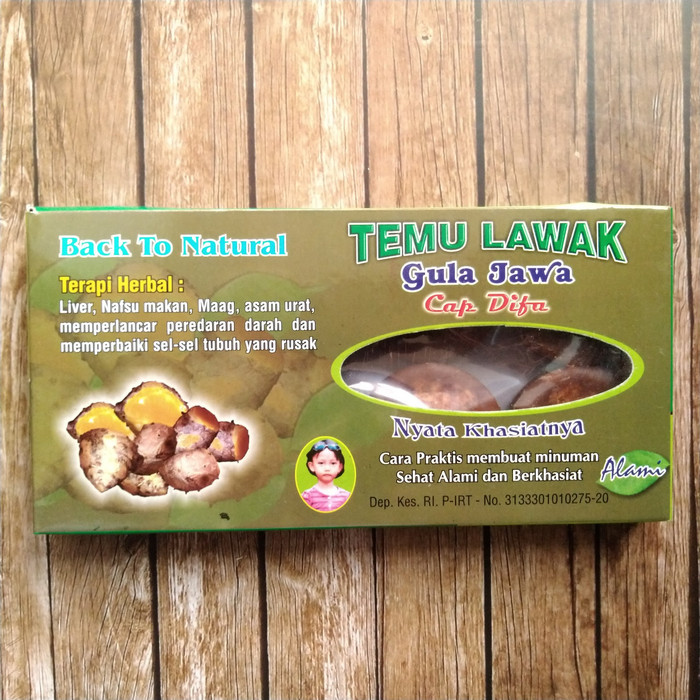 Back To Natural
Terapi Herbal :
Liver, Nafsu makan, Maag, asam urat,
memperlancar peredaran darah dan
memperbaiki sel-sel tubuh yang rusak
TEMU LAWAK
Gula Jawa
Cap Difa
Nyata Khasiatnya
Cara Praktis membuat minuman
Sehat Alami dan Berkhasiat
Alami
Dep. Kes. RI. P-IRT - No. 3133301010275-20